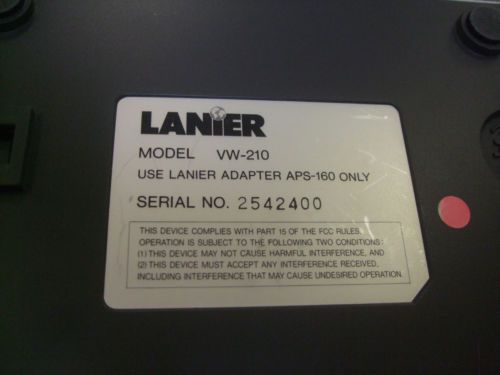 LANIER
MODEL VW-210
USE LANIER ADAPTER APS-160 ONLY
SERIAL NO. 2542400
THIS DEVICE COMPLIES WITH PART 15 OF THE FCC RULES.
OPERATION IS SUBJECT TO THE FOLLOWING TWO CONDITIONS:
(1) THIS DEVICE MAY NOT CAUSE HARMFUL INTERFERENCE, AND
(2) THIS DEVICE MUST ACCEPT ANY INTERFERENCE RECEIVED,
INCLUDING INTERFERENCE THAT MAY CAUSE UNDESIRED OPERATION.